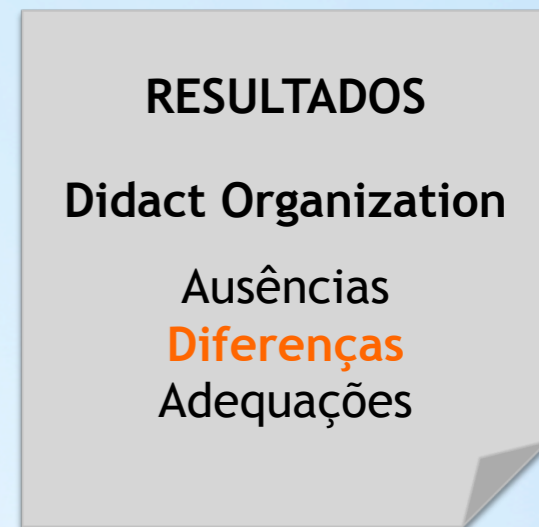 RESULTADOS
Didact Organization
Ausências
Diferenças
Adequações